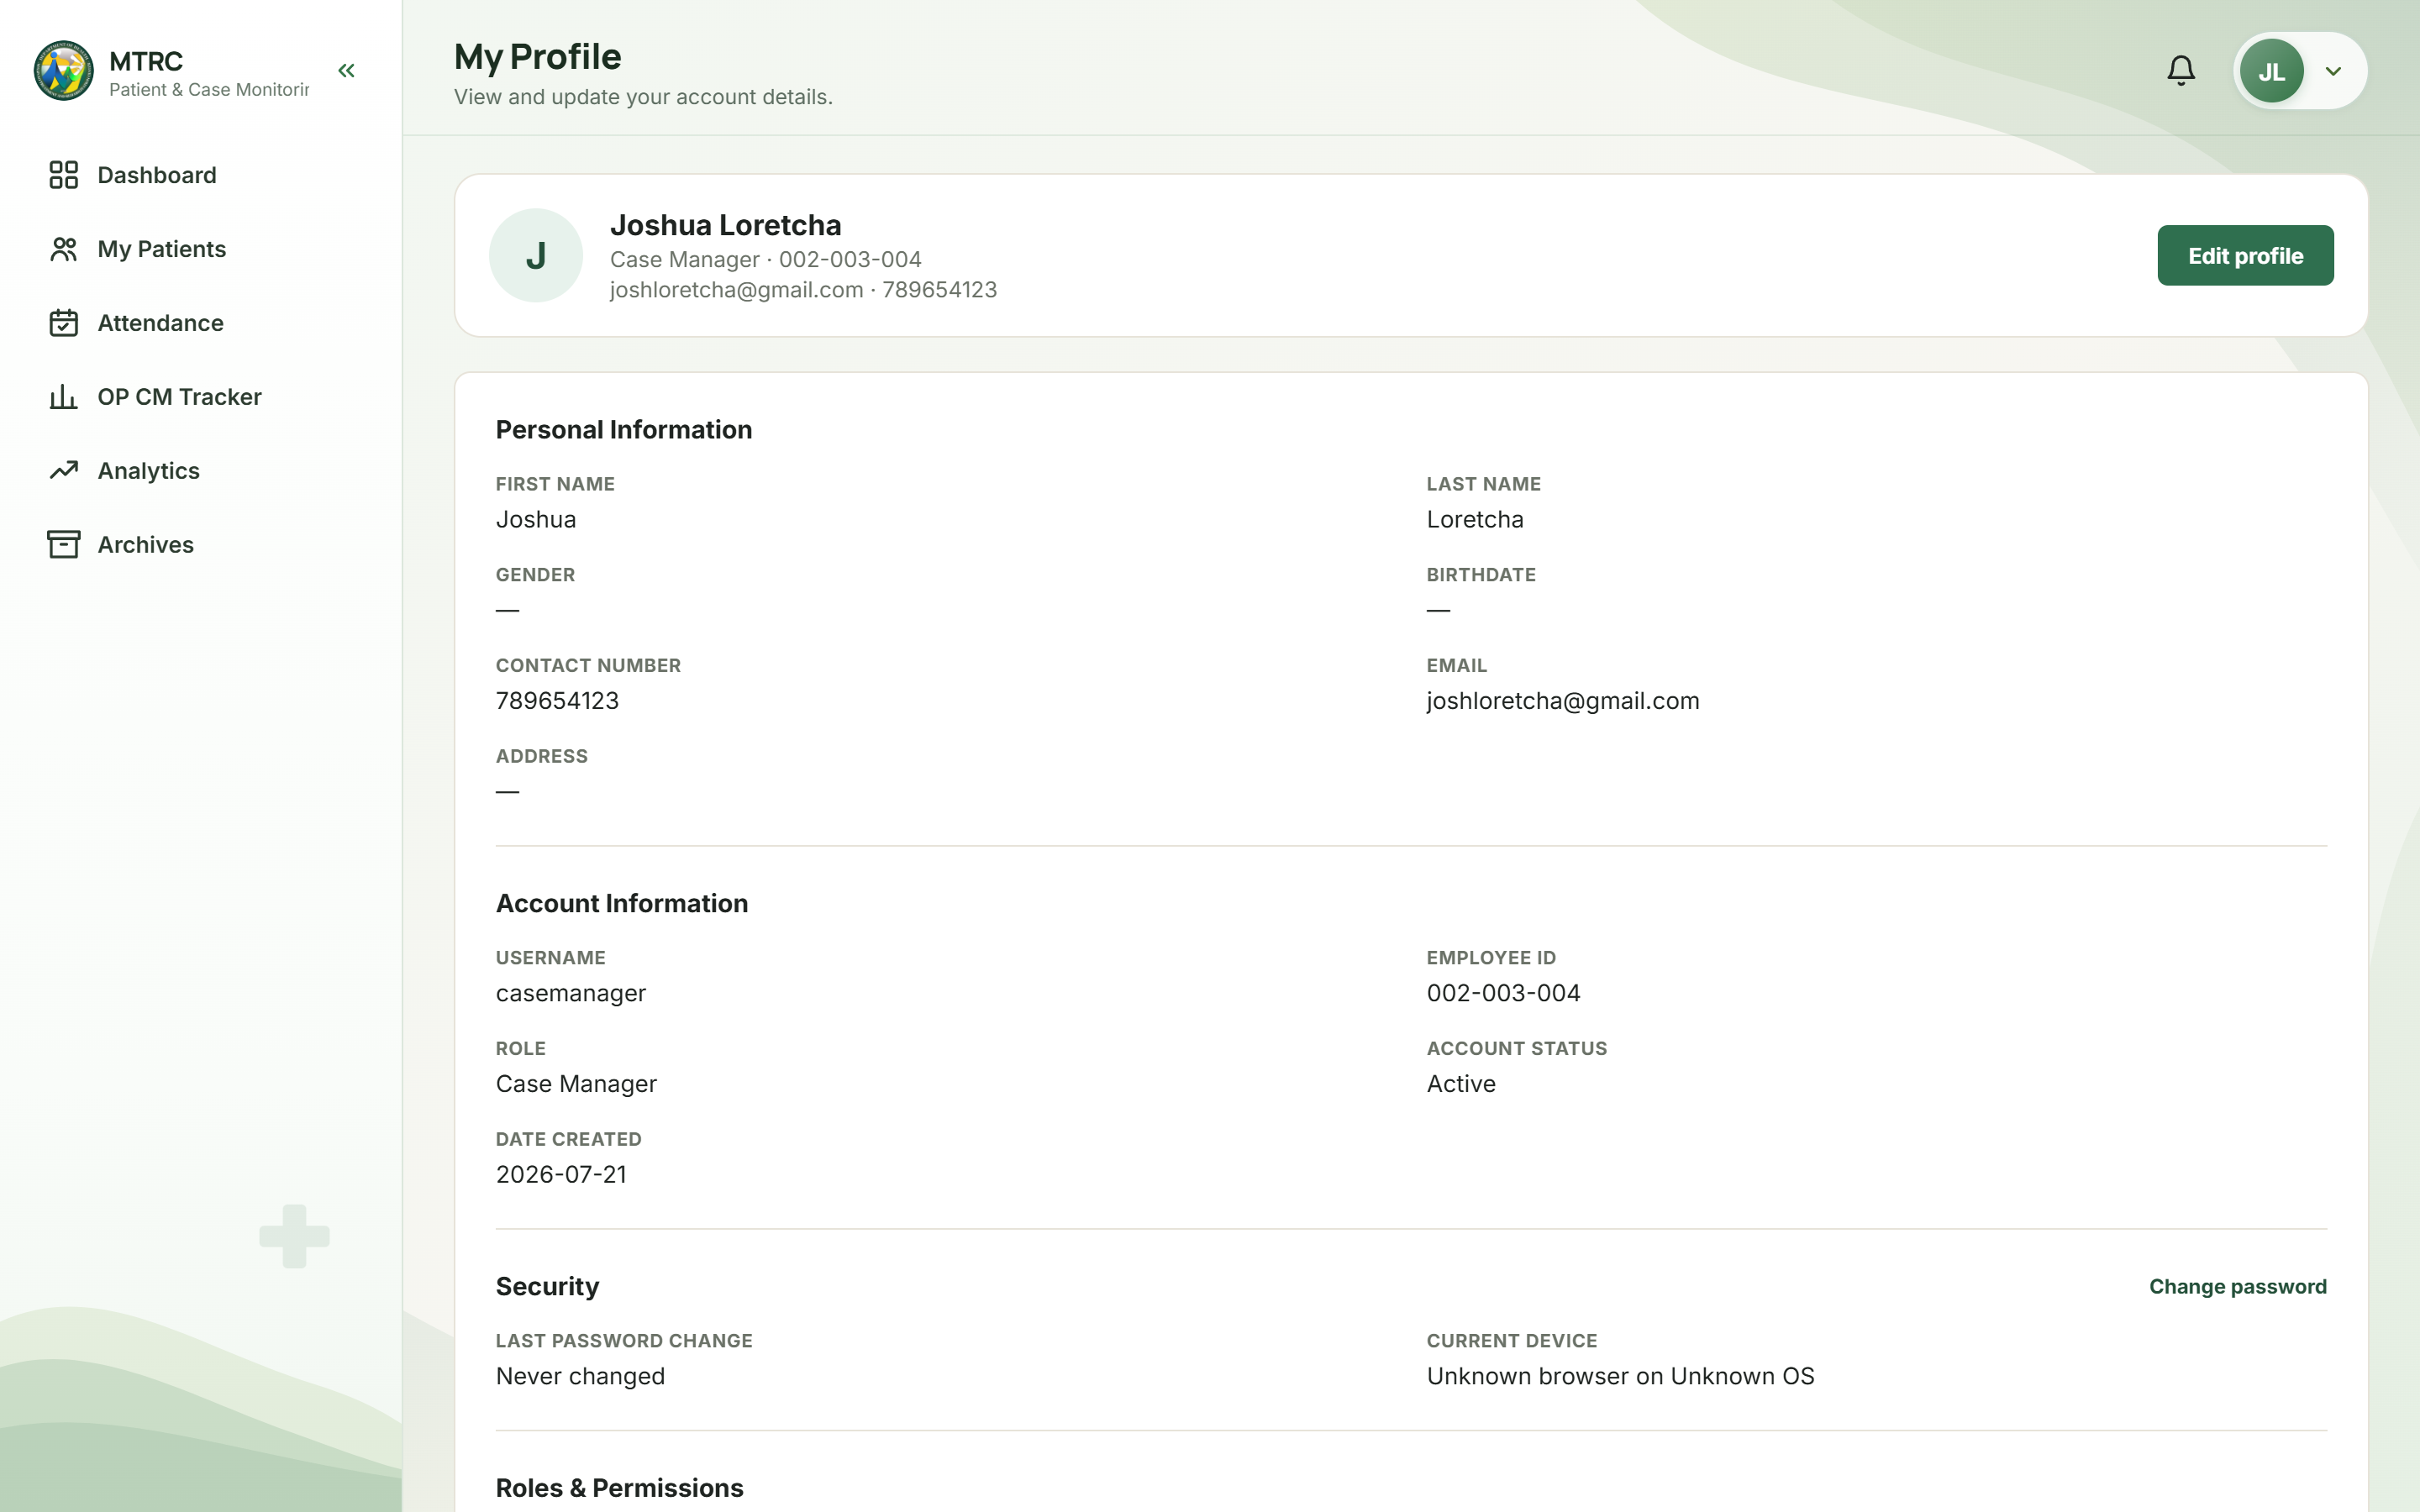 MTRC
Patient & Case Monitorin
Dashboard
My Patients
Attendance
OP CM Tracker
Analytics
Archives
My Profile
View and update your account details.
JL
J
Joshua Loretcha
Case Manager · 002-003-004
joshloretcha@gmail.com · 789654123
Edit profile
Personal Information
FIRST NAME
Joshua
LAST NAME
Loretcha
GENDER
—
BIRTHDATE
—
CONTACT NUMBER
789654123
EMAIL
joshloretcha@gmail.com
ADDRESS
—
Account Information
USERNAME
casemanager
EMPLOYEE ID
002-003-004
ROLE
Case Manager
ACCOUNT STATUS
Active
DATE CREATED
2026-07-21
Security
Change password
LAST PASSWORD CHANGE
Never changed
CURRENT DEVICE
Unknown browser on Unknown OS
Roles & Permissions